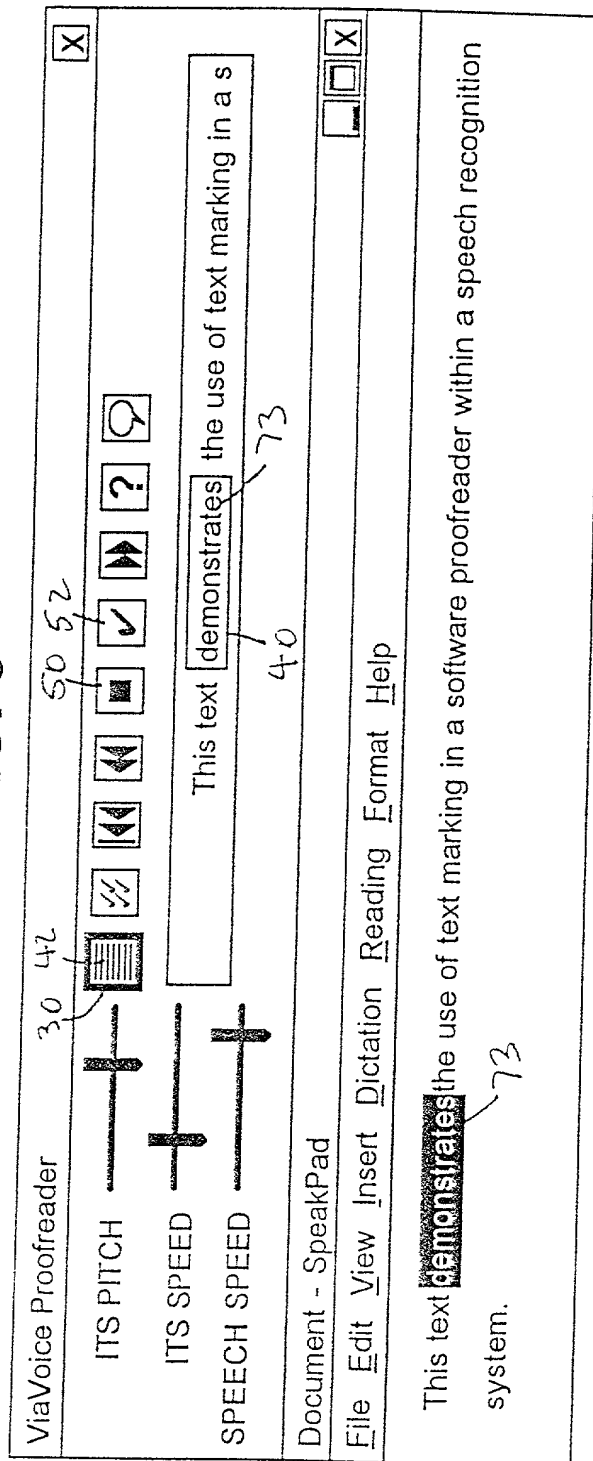 ViaVoice Proofreader X
30 42 50 52
ITS PITCH ?
ITS SPEED
SPEECH SPEED
This text demonstrates the use of text marking in a s
40 73
Document - SpeakPad X
File Edit View Insert Dictation Reading Format Help
This text demonstrates the use of text marking in a software proofreader within a speech recognition
system.
73